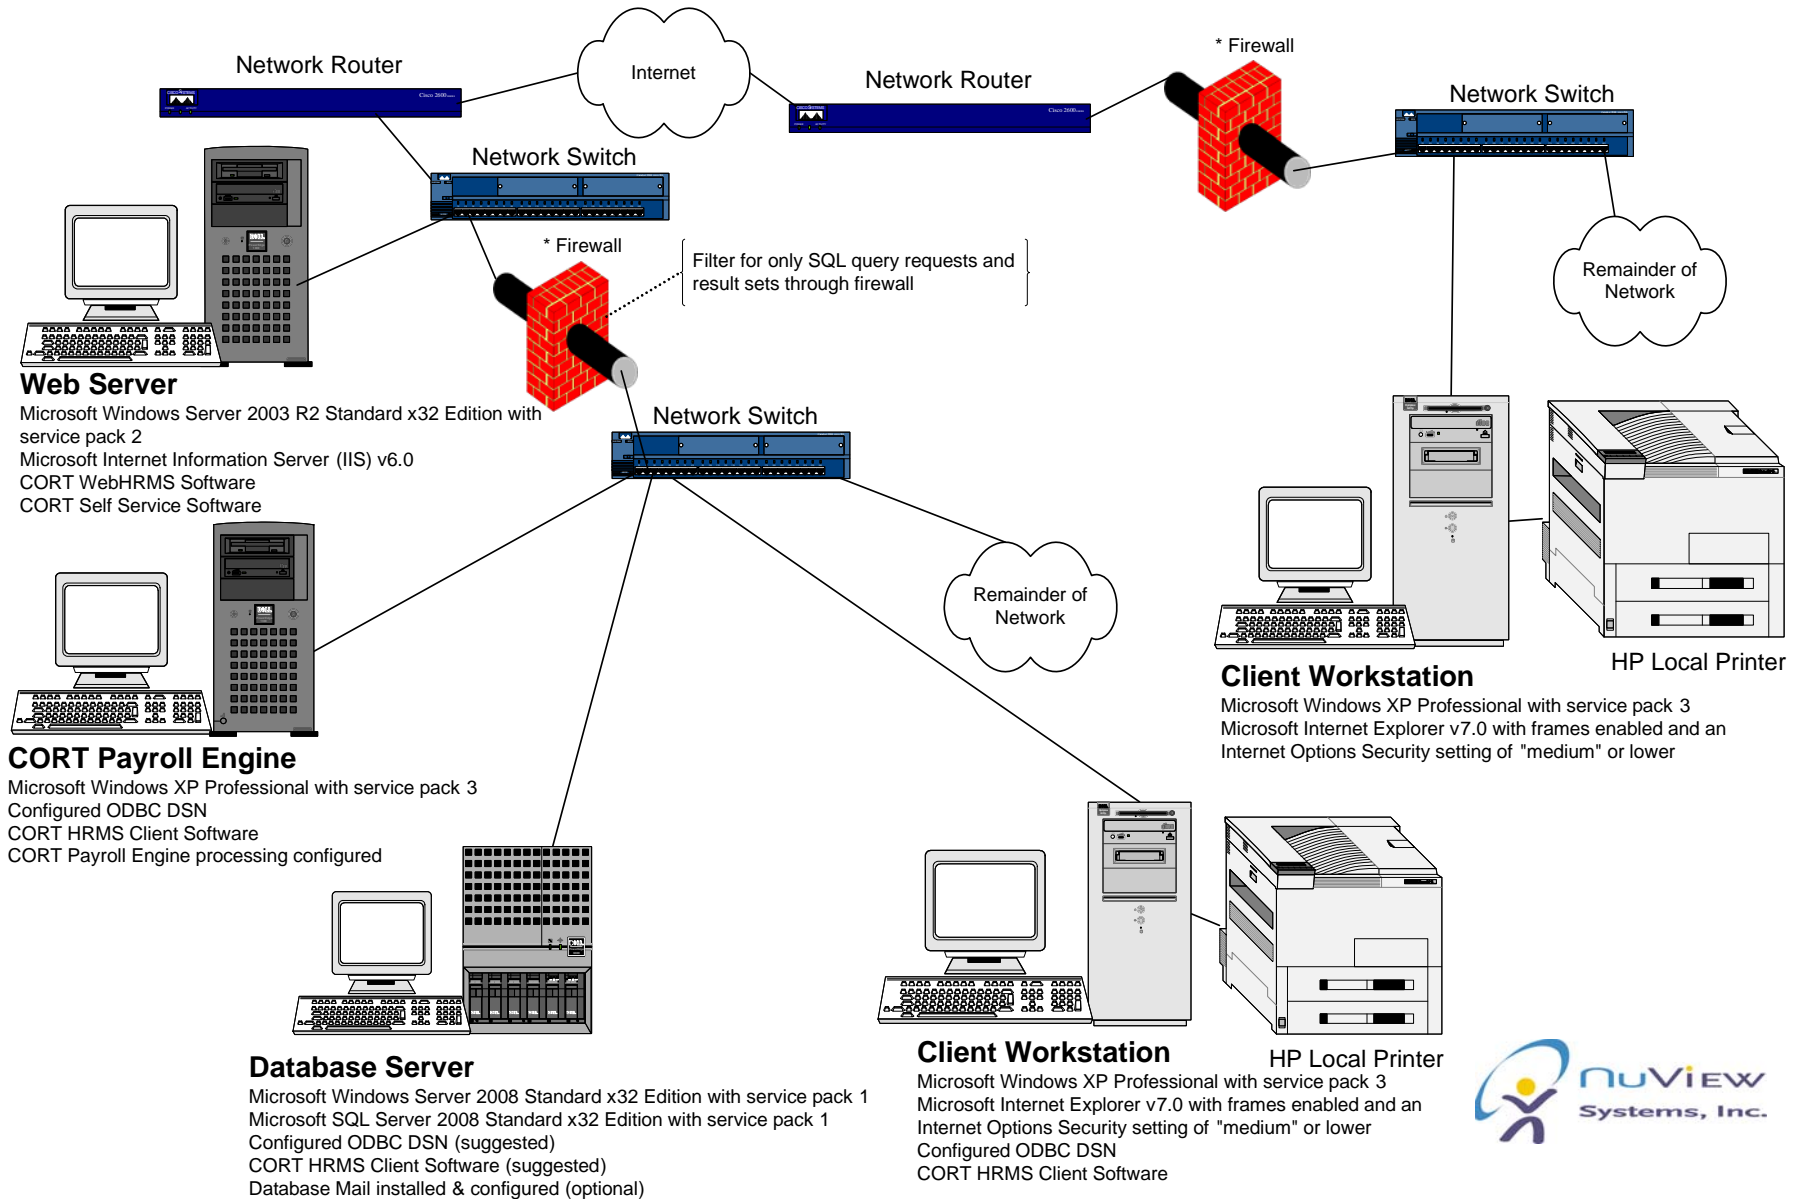 * Firewall
Network Router
Internet
Network Router
Network Switch
CISCO SYSTEMS
Cisco 2600
CISCO SYSTEMS
Cisco 2600
Network Switch
* Firewall
Filter for only SQL query requests and
result sets through firewall
Remainder of
Network
Web Server
Microsoft Windows Server 2003 R2 Standard x32 Edition with
service pack 2
Microsoft Internet Information Server (IIS) v6.0
CORT WebHRMS Software
CORT Self Service Software
Network Switch
Remainder of
Network
HP Local Printer
Client Workstation
Microsoft Windows XP Professional with service pack 3
Microsoft Internet Explorer v7.0 with frames enabled and an
Internet Options Security setting of "medium" or lower
CORT Payroll Engine
Microsoft Windows XP Professional with service pack 3
Configured ODBC DSN
CORT HRMS Client Software
CORT Payroll Engine processing configured
Database Server
Microsoft Windows Server 2008 Standard x32 Edition with service pack 1
Microsoft SQL Server 2008 Standard x32 Edition with service pack 1
Configured ODBC DSN (suggested)
CORT HRMS Client Software (suggested)
Database Mail installed & configured (optional)
Client Workstation
HP Local Printer
Microsoft Windows XP Professional with service pack 3
Microsoft Internet Explorer v7.0 with frames enabled and an
Internet Options Security setting of "medium" or lower
Configured ODBC DSN
CORT HRMS Client Software
nuView
Systems, Inc.